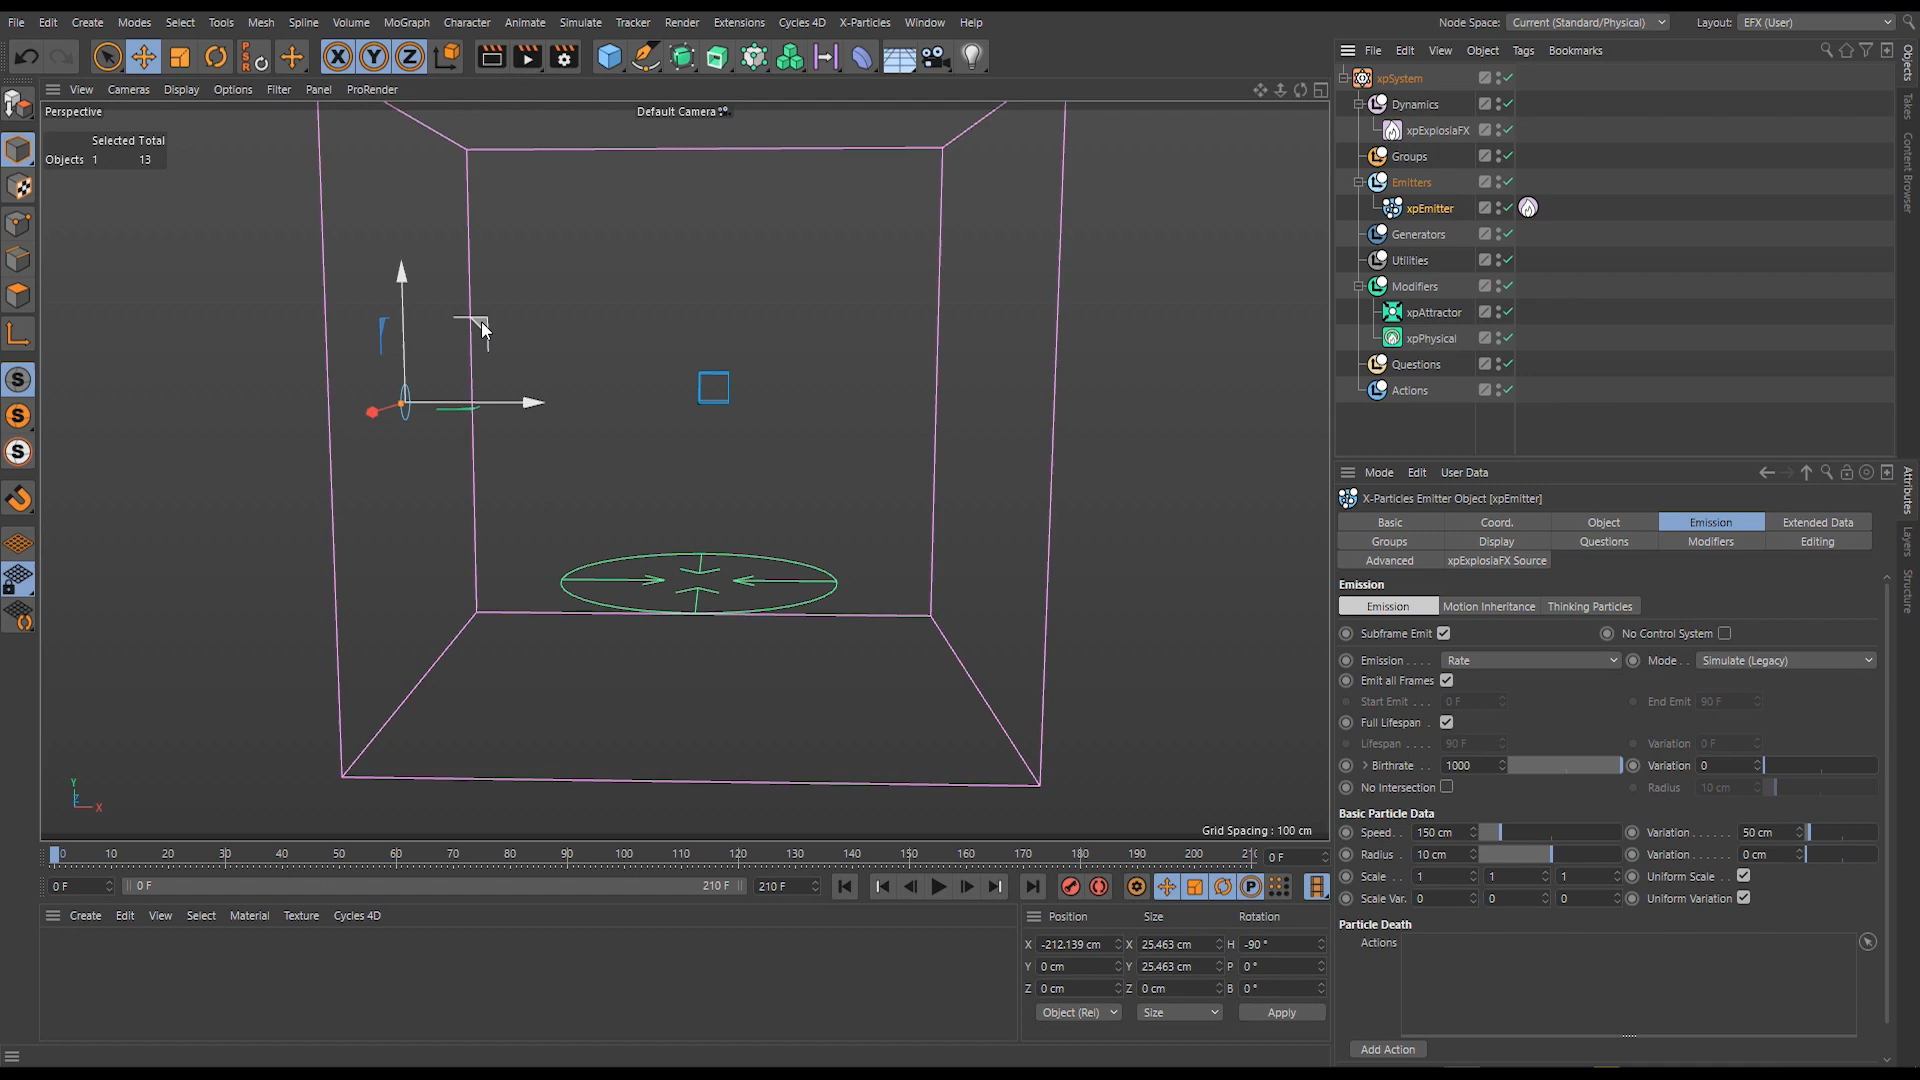 File Edit Create Modes Select Tools Mesh Spline Volume MoGraph Character Animate Simulate Tracker Render Extensions Cycles 4D X-Particles Window Help
Node Space: Current (Standard/Physical) Layout: EFX (User)
PSR
X Y Z
File Edit View Object Tags Bookmarks
View Cameras Display Options Filter Panel ProRender
Perspective
Default Camera
Selected Total
Objects 1 13
xpSystem
Dynamics
xpExplosiaFX
Groups
Emitters
xpEmitter
Generators
Utilities
Modifiers
xpAttractor
xpPhysical
Questions
Actions
Objects
Takes
Content Browser
Attributes
Layers
Structure
S
S
S
Y
Z
X
Grid Spacing : 100 cm
Mode Edit User Data
X-Particles Emitter Object [xpEmitter]
Basic Coord. Object Emission Extended Data
Groups Display Questions Modifiers Editing
Advanced xpExplosiaFX Source
Emission
Emission Motion Inheritance Thinking Particles
Subframe Emit No Control System
Emission . . . . Rate Mode . . Simulate (Legacy)
Emit all Frames
Start Emit . . . 0 F End Emit 90 F
Full Lifespan .
Lifespan . . . . 90 F Variation 0 F
> Birthrate . . 1000 Variation 0
No Intersection Radius 10 cm
Basic Particle Data
Speed. . 150 cm Variation. . . . . . 50 cm
Radius . 10 cm Variation. . . . . . 0 cm
Scale . . 1 1 1 Uniform Scale . .
Scale Var. 0 0 0 Uniform Variation
Particle Death
Actions
Add Action
0 10 20 30 40 50 60 70 80 90 100 110 120 130 140 150 160 170 180 190 200 0 F
0 F 0 F 210 F 210 F
P
Create Edit View Select Material Texture Cycles 4D
Position Size Rotation
X -212.139 cm X 25.463 cm H -90 °
Y 0 cm Y 25.463 cm P 0 °
Z 0 cm Z 0 cm B 0 °
Object (Rel) Size Apply